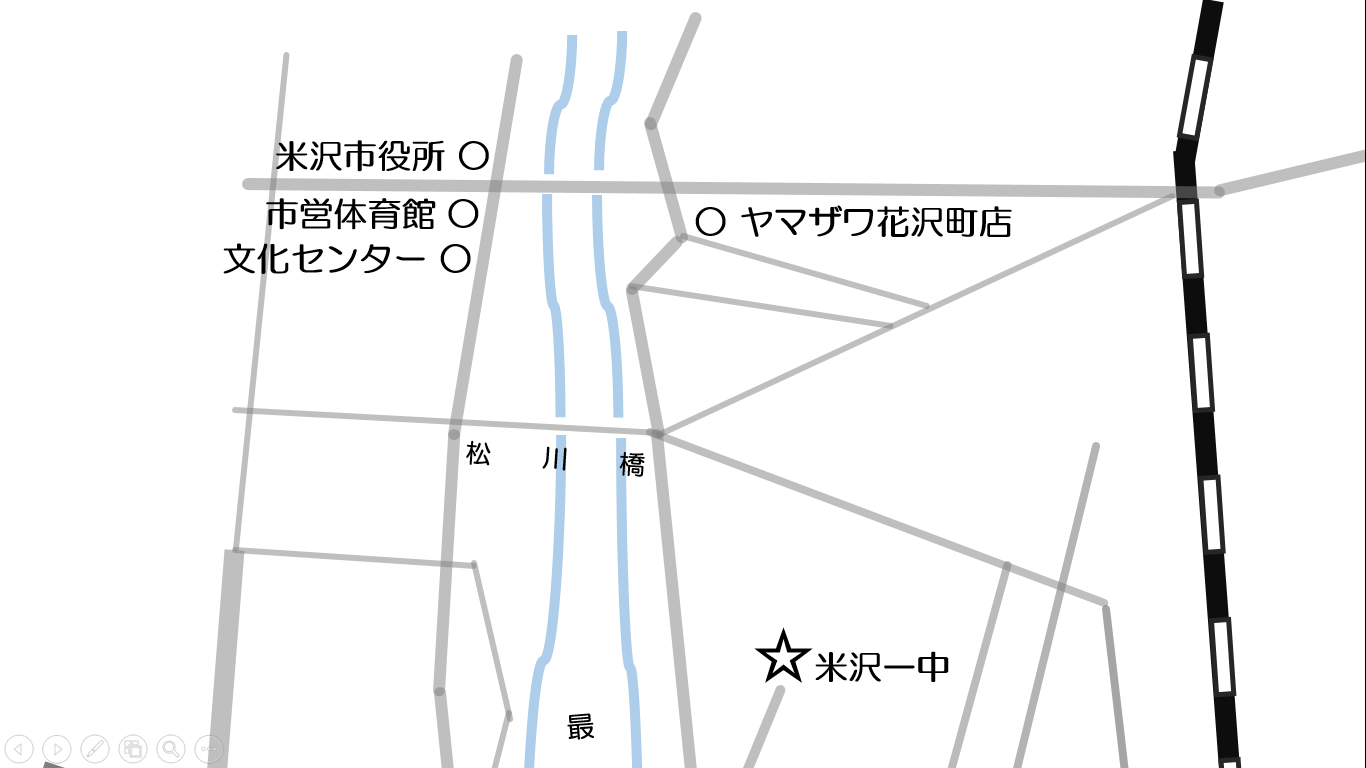 米沢市役所 ○
市営体育館 ○
○ ヤマザワ花沢町店
文化センター ○
松川橋
☆ 米沢一中
最